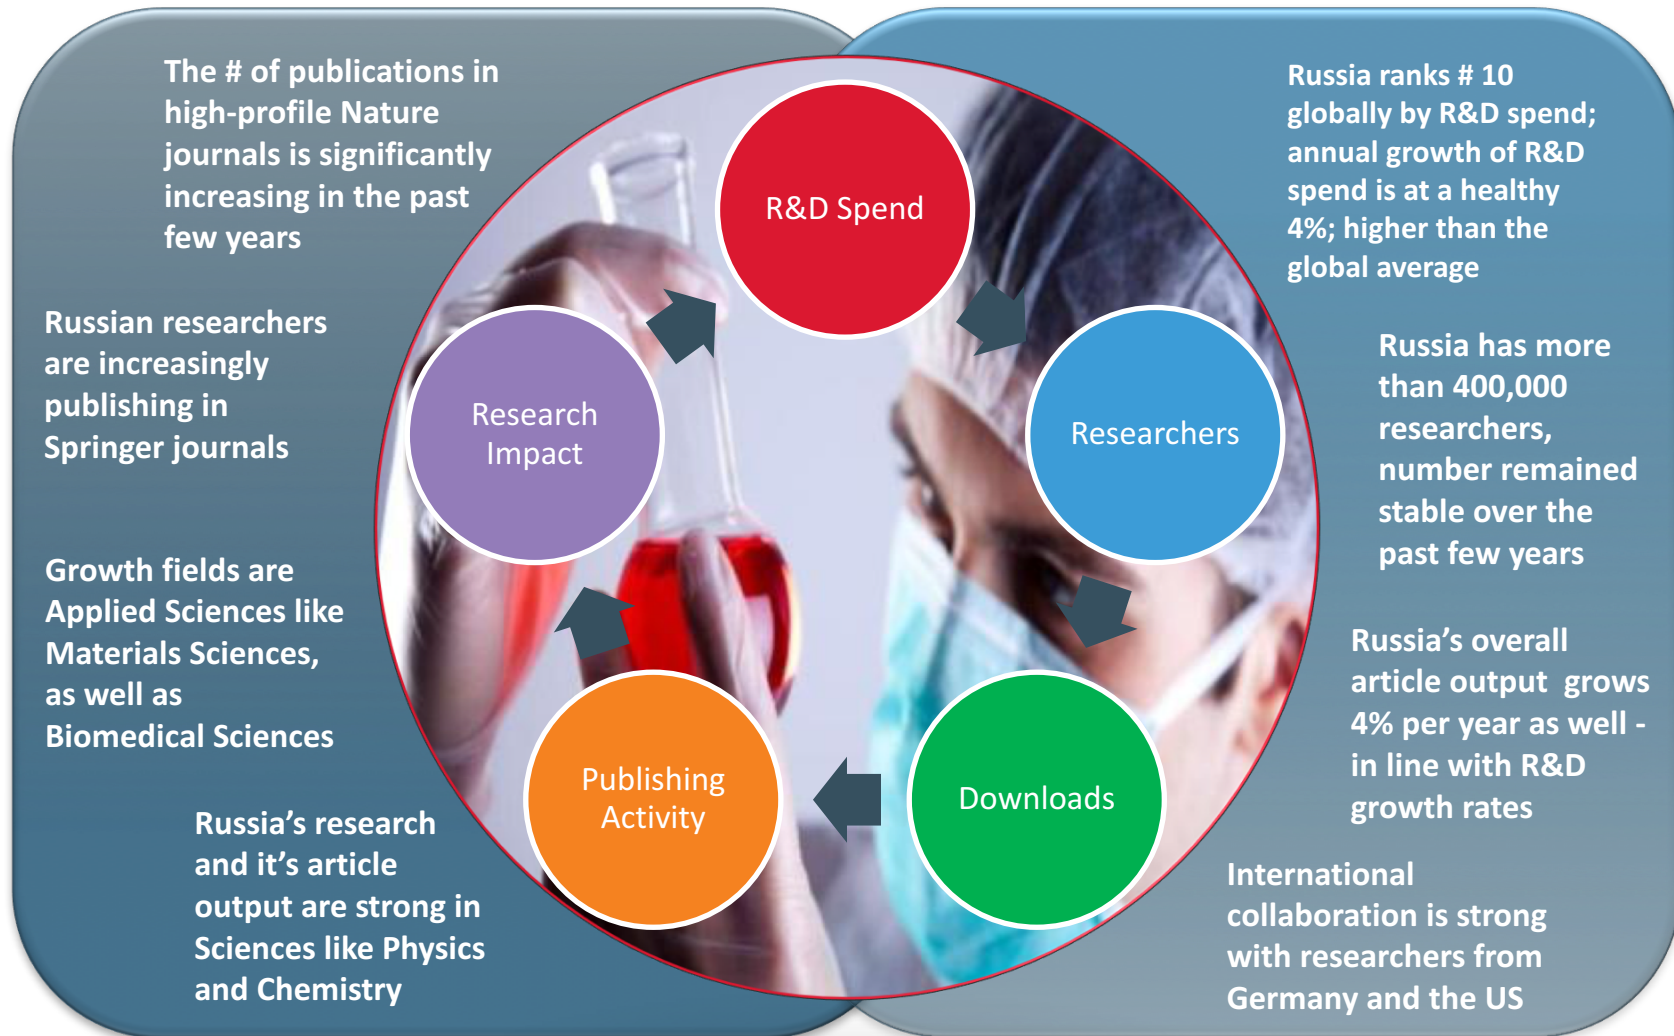 The # of publications in
high-profile Nature
journals is significantly
increasing in the past
few years
Russian researchers
are increasingly
publishing in
Springer journals
Growth fields are
Applied Sciences like
Materials Sciences,
as well as
Biomedical Sciences
Russia’s research
and it’s article
output are strong in
Sciences like Physics
and Chemistry
R&D Spend
Researchers
Downloads
Publishing
Activity
Research
Impact
Russia ranks # 10
globally by R&D spend;
annual growth of R&D
spend is at a healthy
4%; higher than the
global average
Russia has more
than 400,000
researchers,
number remained
stable over the
past few years
Russia’s overall
article output  grows
4% per year as well -
in line with R&D
growth rates
International
collaboration is strong
with researchers from
Germany and the US